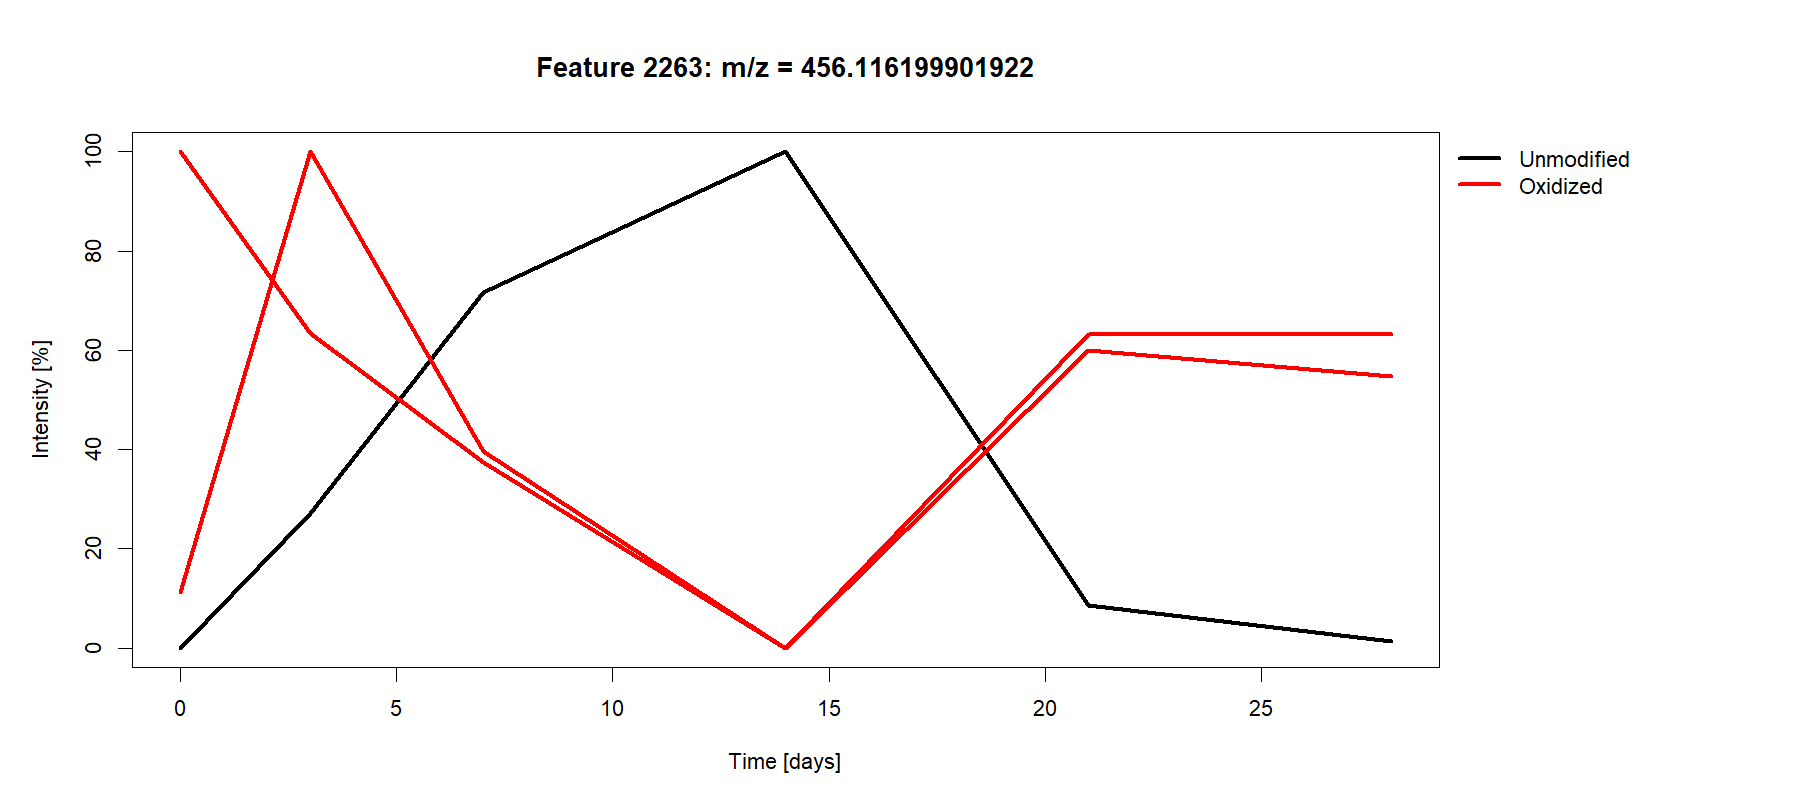 Feature 2263: m/z = 456.116199901922
Unmodified
Oxidized
Intensity [%]
100
80
60
40
20
0
0 5 10 15 20 25
Time [days]